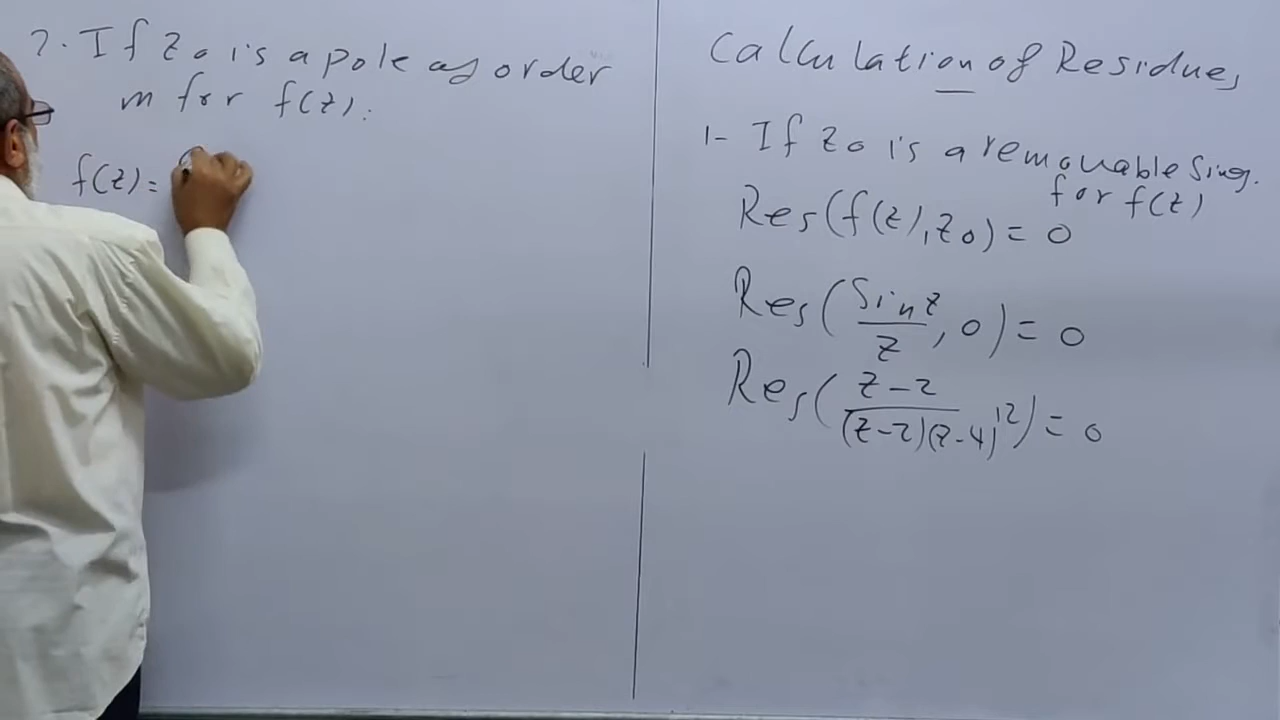 2. If z0 is a pole of order
m for f(z).
f(z)=
Calculation of Residues
1- If z0 is a removable Sing.
for f(z)
Res(f(z), z0) = 0
Res(Sin z / z, 0) = 0
Res(z-2 / (z-2)(z-4), 2) = 0